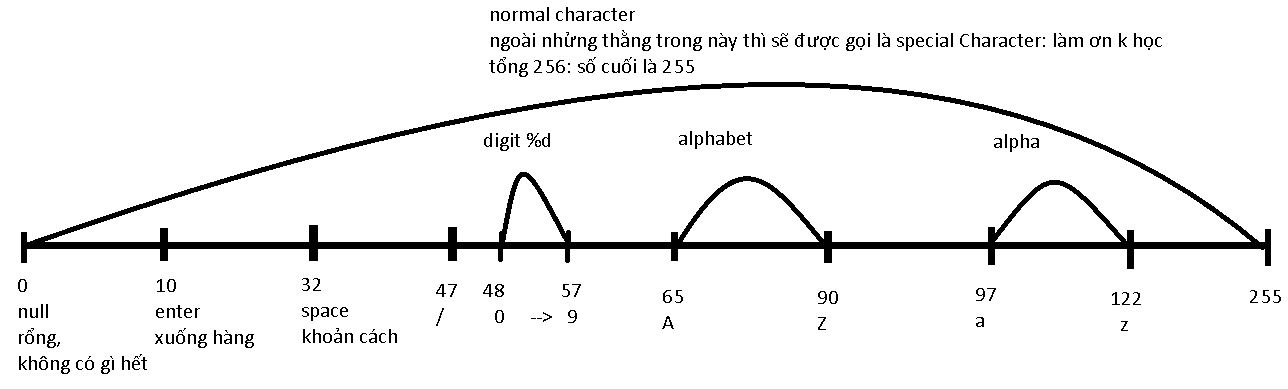 normal character
ngoài nhửng thằng trong này thì sẽ được gọi là special Character: làm ơn k học
tổng 256: số cuối là 255
digit %d
alphabet
alpha
0
null
rổng,
không có gì hết
10
enter
xuống hàng
32
space
khoản cách
47
/
48 57
0 --> 9
65
A
90
Z
97
a
122
z
255